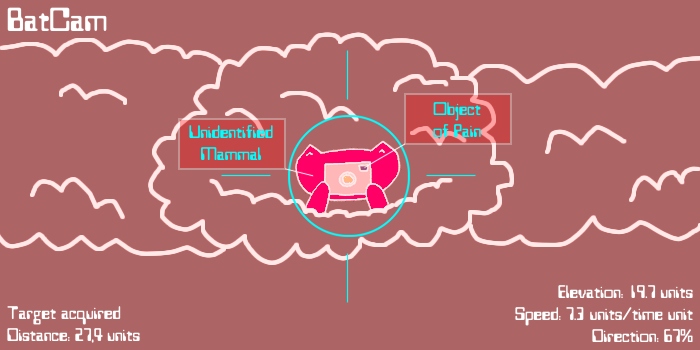 BatCam
Object
of Pain
Unidentified
Mammal
Elevation: 19.7 units
Target acquired
Speed: 7.3 units/time unit
Distance: 27,9 units
Direction: 67%